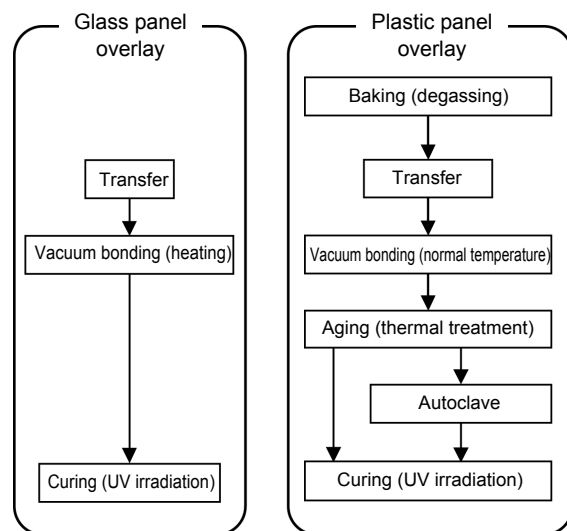 Glass panel
overlay
Transfer
Vacuum bonding (heating)
Curing (UV irradiation)
Plastic panel
overlay
Baking (degassing)
Transfer
Vacuum bonding (normal temperature)
Aging (thermal treatment)
Autoclave
Curing (UV irradiation)